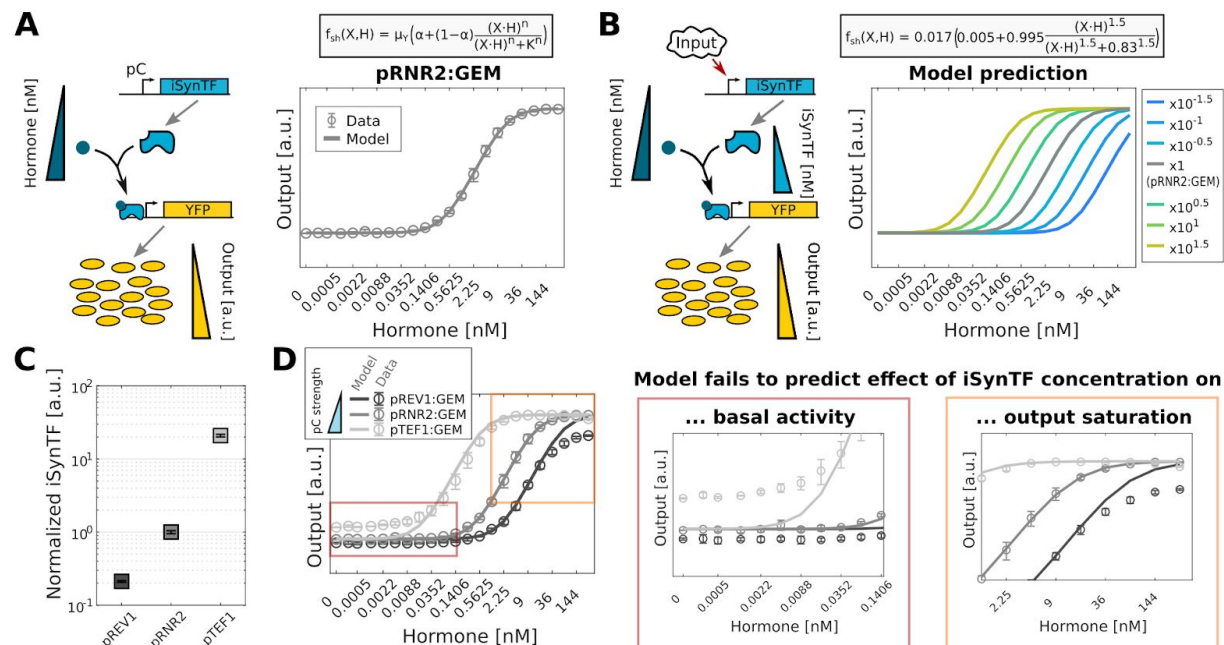 A
f_sh(X,H) = μ_Y(α+(1−α) (X·H)^n / ((X·H)^n+K^n))
pC
iSynTF
Hormone [nM]
YFP
Output [a.u.]
pRNR2:GEM
Data
Model
Output [a.u.]
0 0.0005 0.0022 0.0088 0.0352 0.1406 0.5625 2.25 9 36 144
Hormone [nM]
B
f_sh(X,H) = 0.017(0.005+0.995 (X·H)^1.5 / ((X·H)^1.5+0.83^1.5))
Input
iSynTF
Hormone [nM]
iSynTF [nM]
YFP
Output [a.u.]
Model prediction
Output [a.u.]
0 0.0005 0.0022 0.0088 0.0352 0.1406 0.5625 2.25 9 36 144
Hormone [nM]
x10^-1.5
x10^-1
x10^-0.5
x1
(pRNR2:GEM)
x10^0.5
x10^1
x10^1.5
C
Normalized iSynTF [a.u.]
10^2
10^1
10^0
10^-1
pREV1 pRNR2 pTEF1
D
pC strength
Model
Data
pREV1:GEM
pRNR2:GEM
pTEF1:GEM
Output [a.u.]
0 0.0005 0.0022 0.0088 0.0352 0.1406 0.5625 2.25 9 36 144
Hormone [nM]
Model fails to predict effect of iSynTF concentration on
... basal activity
Output [a.u.]
0 0.0005 0.0022 0.0088 0.0352 0.1406
Hormone [nM]
... output saturation
Output [a.u.]
2.25 9 36 144
Hormone [nM]